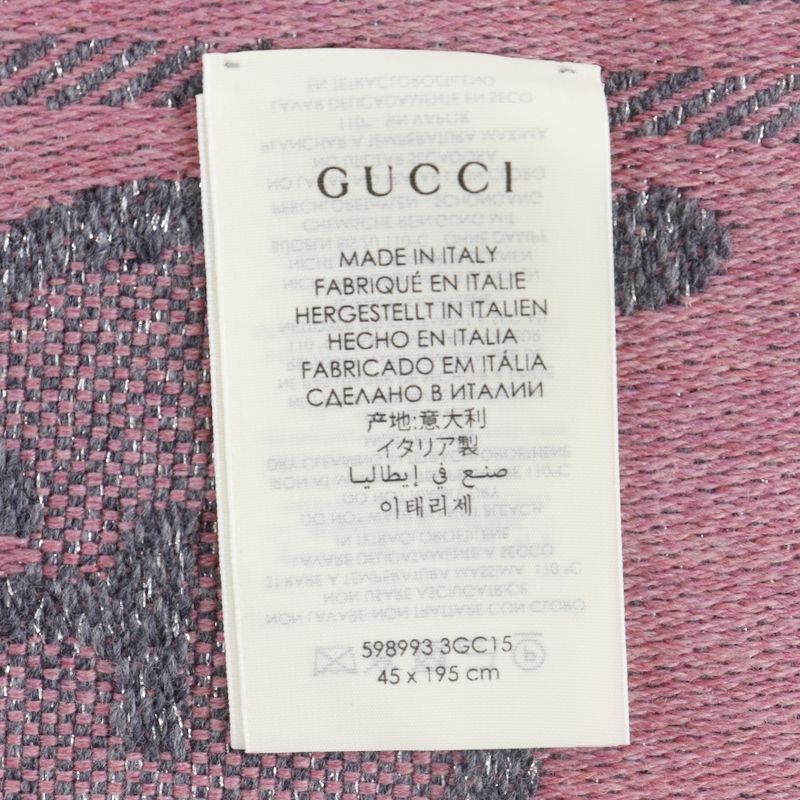 GUCCI
MADE IN ITALY
FABRIQUÉ EN ITALIE
HERGESTELLT IN ITALIEN
HECHO EN ITALIA
FABRICADO EM ITÁLIA
СДЕЛАНО В ИТАЛИИ
产地:意大利
イタリア製
صنع في إيطاليا
이태리제
598993 3GC15
45 x 195 cm